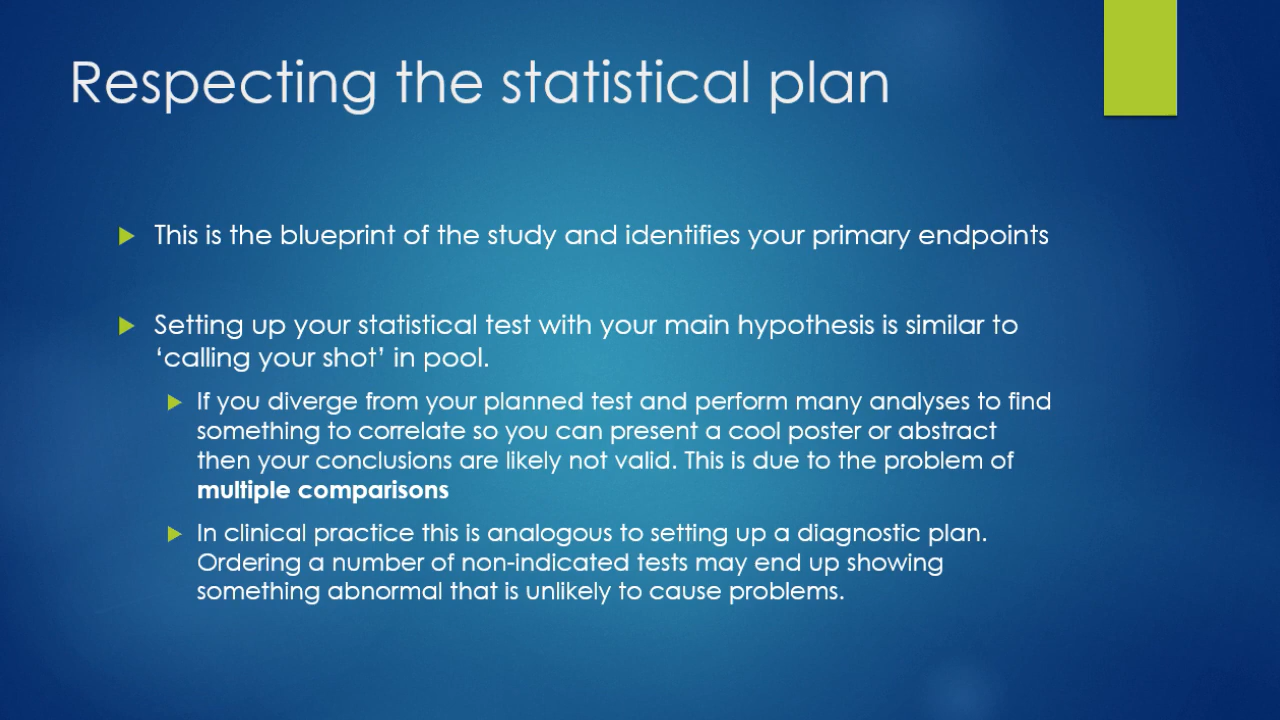 Respecting the statistical plan
This is the blueprint of the study and identifies your primary endpoints
Setting up your statistical test with your main hypothesis is similar to
‘calling your shot’ in pool.
If you diverge from your planned test and perform many analyses to find
something to correlate so you can present a cool poster or abstract
then your conclusions are likely not valid. This is due to the problem of
multiple comparisons
In clinical practice this is analogous to setting up a diagnostic plan.
Ordering a number of non-indicated tests may end up showing
something abnormal that is unlikely to cause problems.